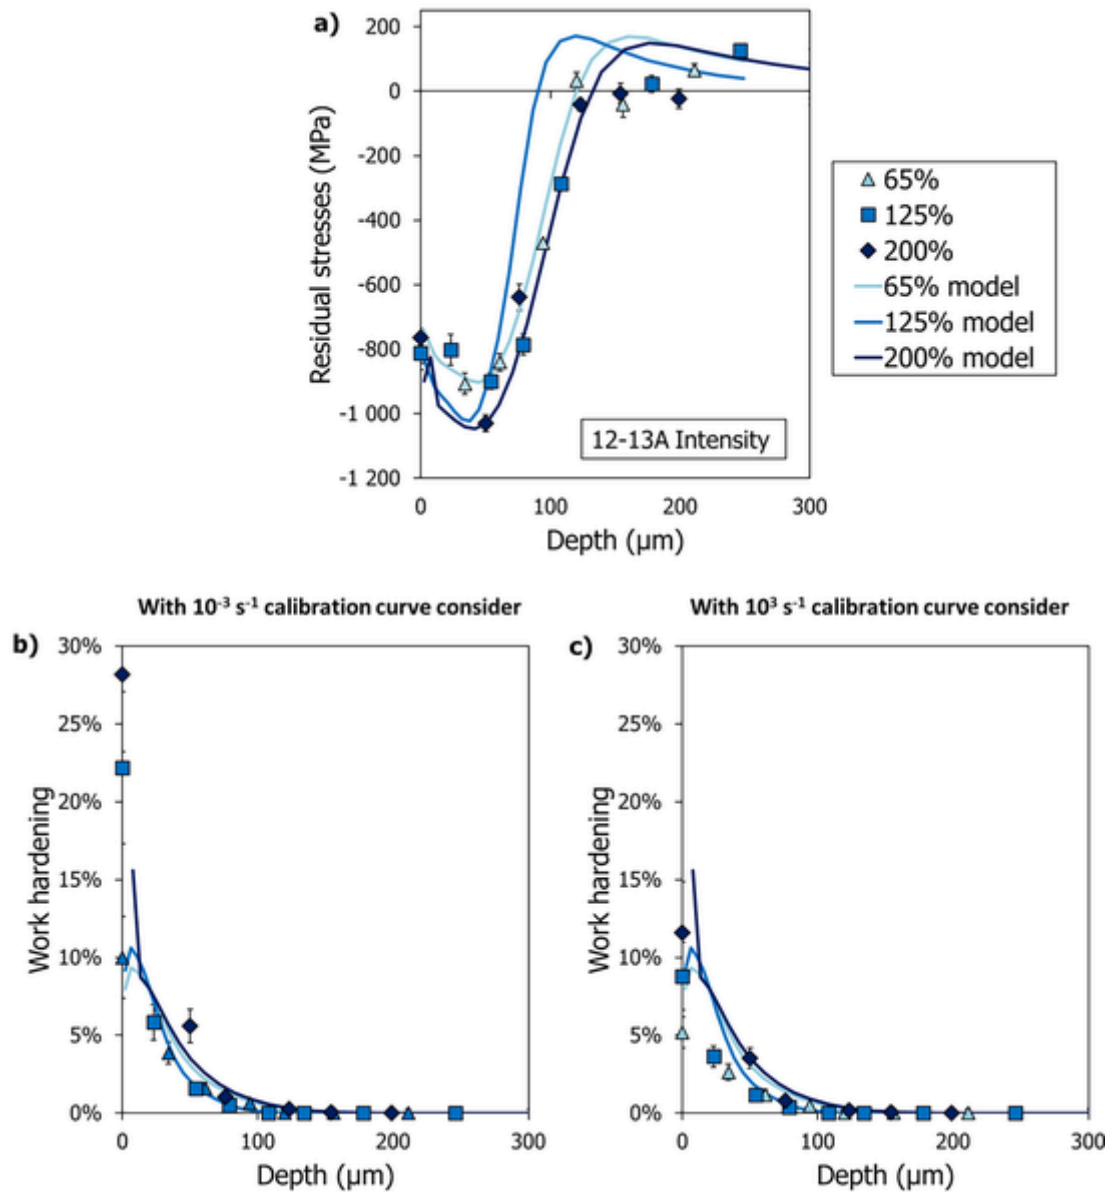 a)
200
0
-200
-400
-600
-800
-1 000
-1 200
Residual stresses (MPa)
12-13A Intensity
0
100
200
300
Depth (µm)
65%
125%
200%
65% model
125% model
200% model
With 10⁻³ s⁻¹ calibration curve consider
b)
30%
25%
20%
15%
10%
5%
0%
Work hardening
0
100
200
300
Depth (µm)
With 10³ s⁻¹ calibration curve consider
c)
30%
25%
20%
15%
10%
5%
0%
Work hardening
0
100
200
300
Depth (µm)